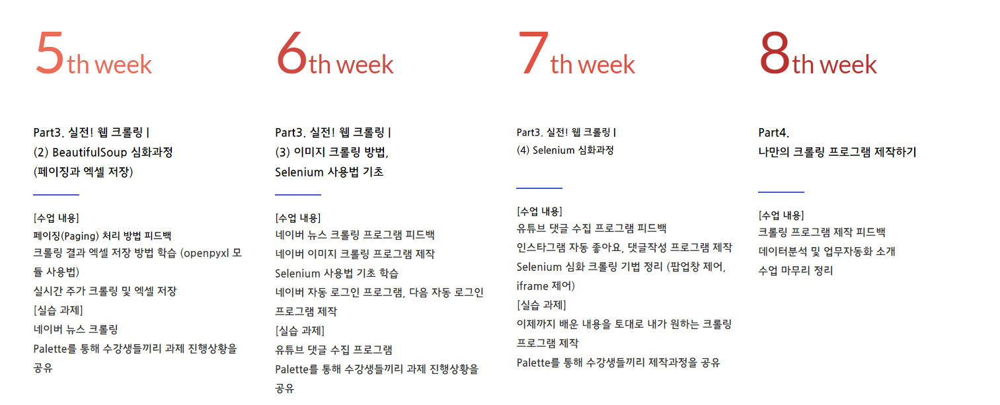 5th week
Part3. 실전! 웹 크롤링 |
(2) BeautifulSoup 심화과정
(페이징과 엑셀 저장)
[수업 내용]
페이징(Paging) 처리 방법 피드백
크롤링 결과 엑셀 저장 방법 학습 (openpyxl 모
듈 사용법)
실시간 주가 크롤링 및 엑셀 저장
[실습 과제]
네이버 뉴스 크롤링
Palette를 통해 수강생들끼리 과제 진행상황을
공유
6th week
Part3. 실전! 웹 크롤링 |
(3) 이미지 크롤링 방법,
Selenium 사용법 기초
[수업 내용]
네이버 뉴스 크롤링 프로그램 피드백
네이버 이미지 크롤링 프로그램 제작
Selenium 사용법 기초 학습
네이버 자동 로그인 프로그램, 다음 자동 로그인
프로그램 제작
[실습 과제]
유튜브 댓글 수집 프로그램
Palette를 통해 수강생들끼리 과제 진행상황을
공유
7th week
Part3. 실전! 웹 크롤링 |
(4) Selenium 심화과정
[수업 내용]
유튜브 댓글 수집 프로그램 피드백
인스타그램 자동 좋아요, 댓글작성 프로그램 제작
Selenium 심화 크롤링 기법 정리 (팝업창 제어,
iframe 제어)
[실습 과제]
이제까지 배운 내용을 토대로 내가 원하는 크롤링
프로그램 제작
Palette를 통해 수강생들끼리 제작과정을 공유
8th week
Part4.
나만의 크롤링 프로그램 제작하기
[수업 내용]
크롤링 프로그램 제작 피드백
데이터분석 및 업무자동화 소개
수업 마무리 정리